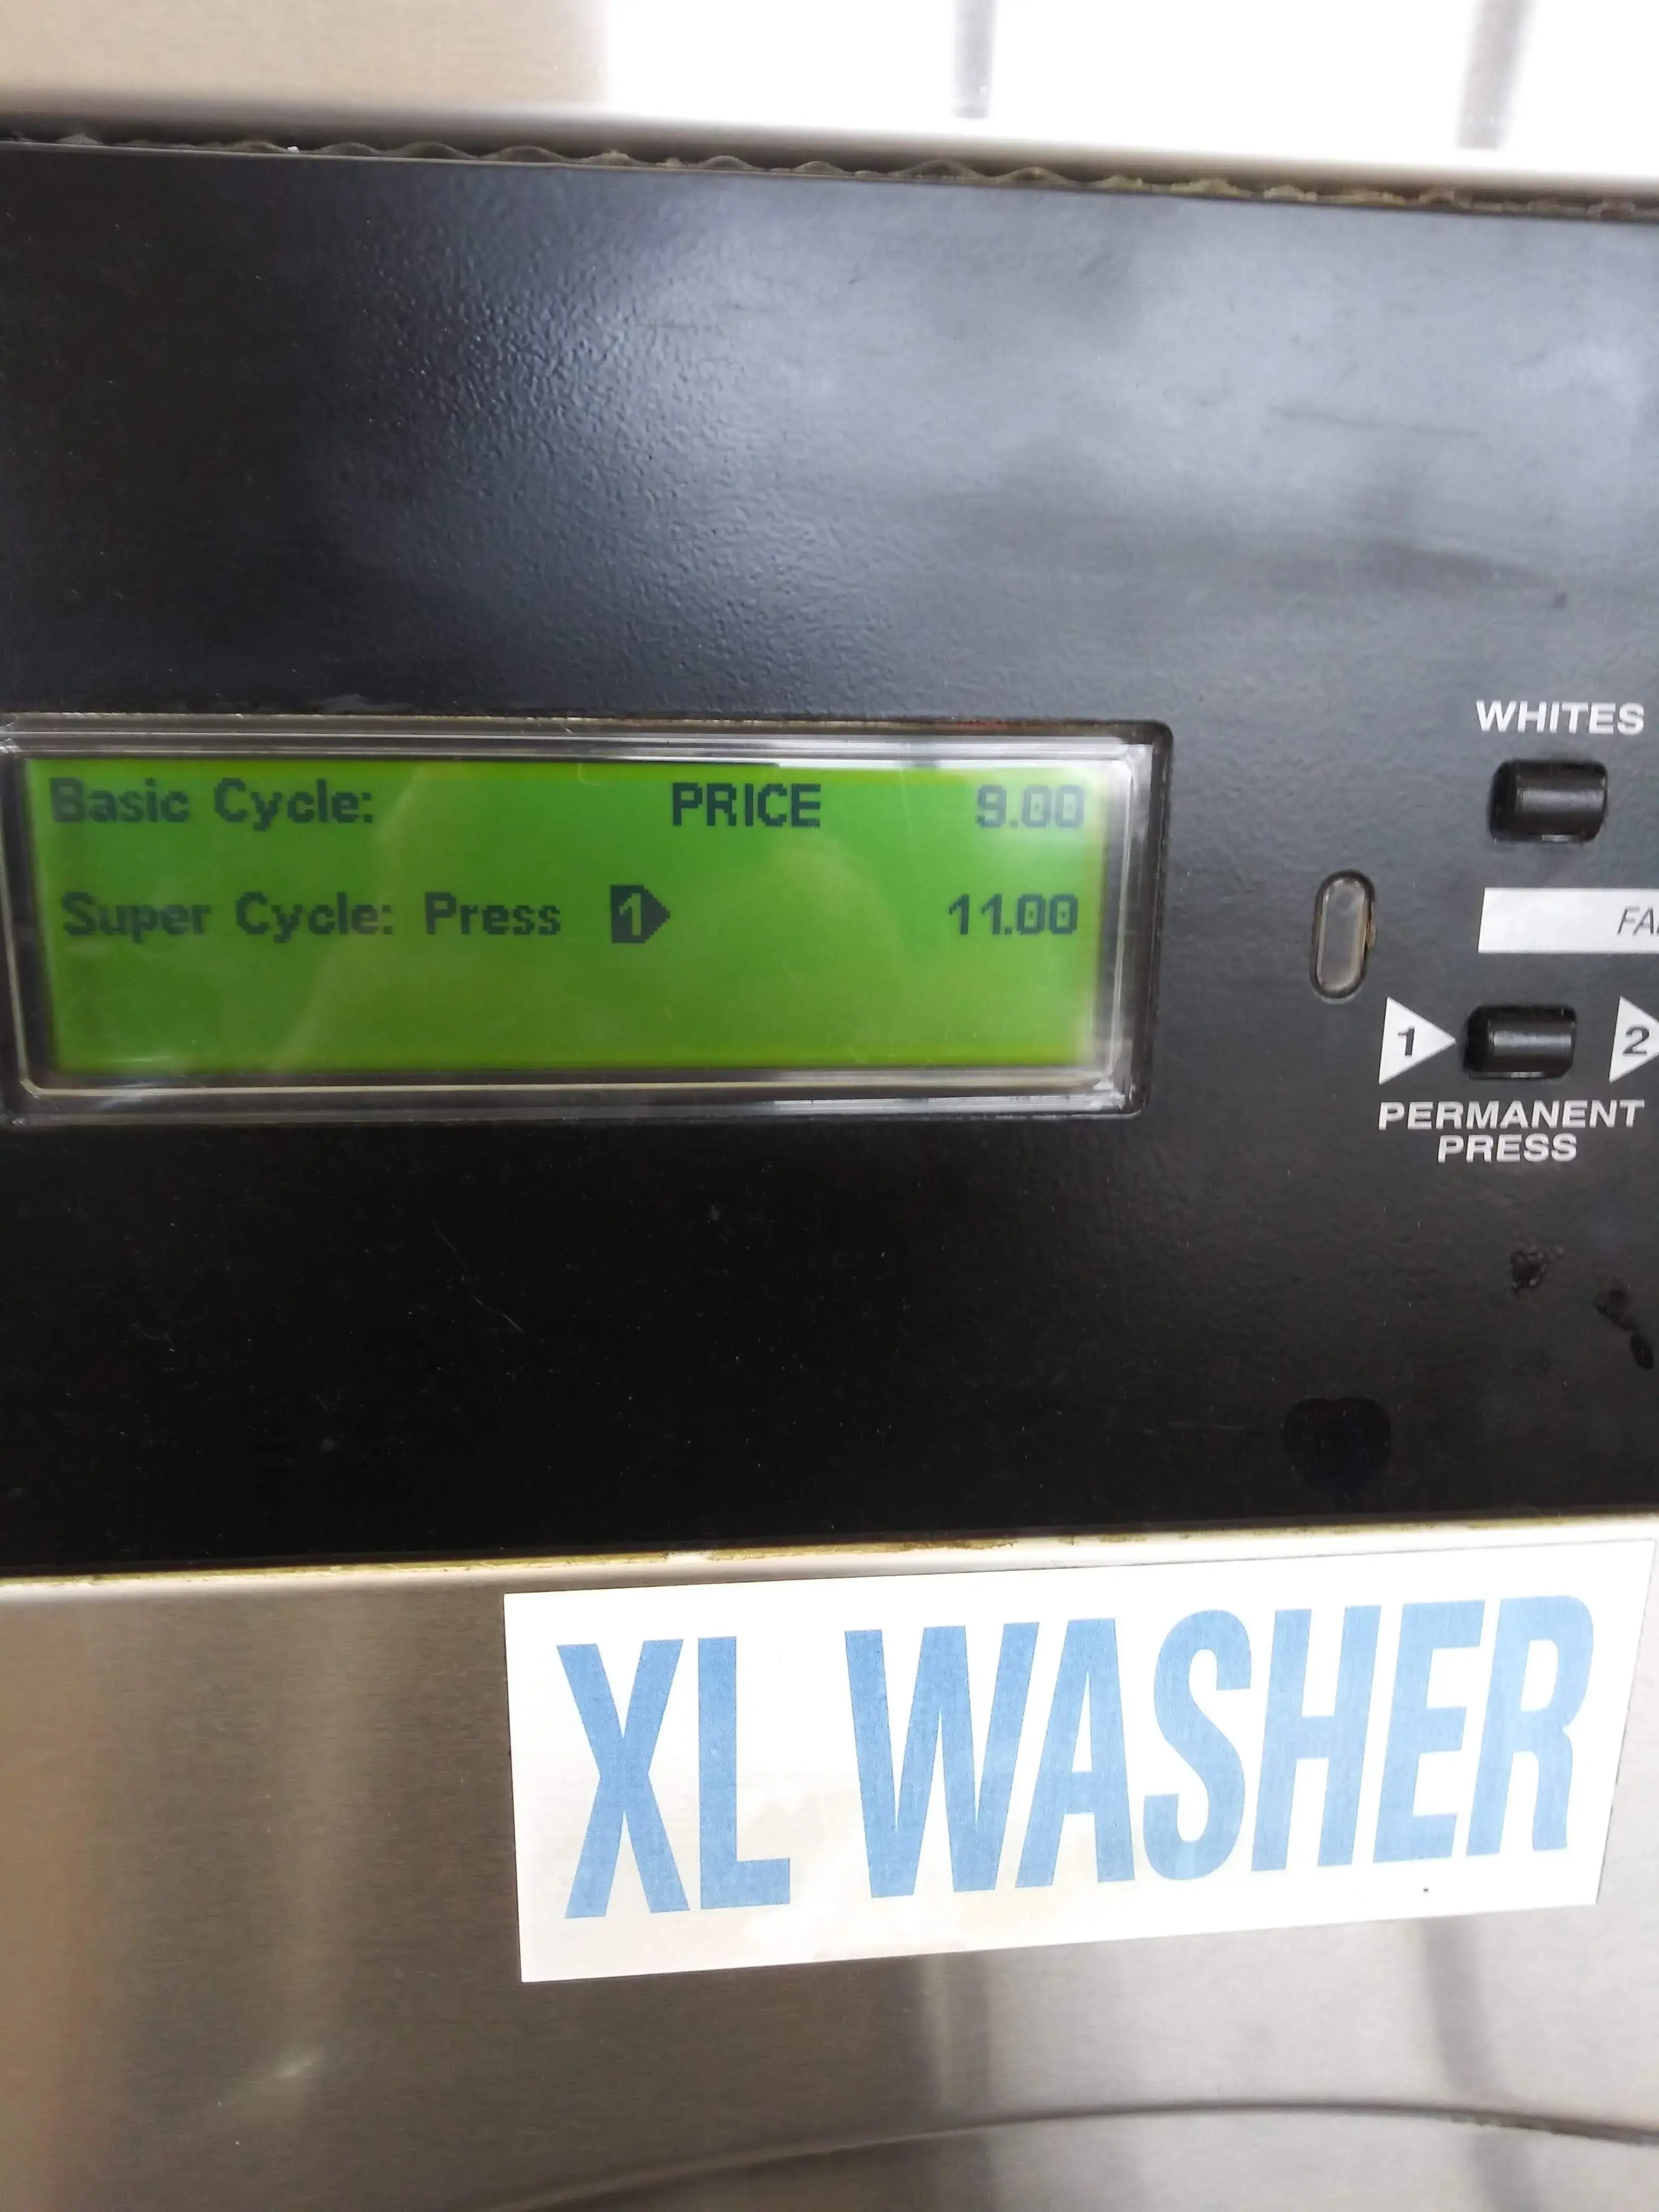 Basic Cycle: PRICE 9.00
Super Cycle: Press 1 11.00
WHITES
1 2
PERMANENT
PRESS
XL WASHER